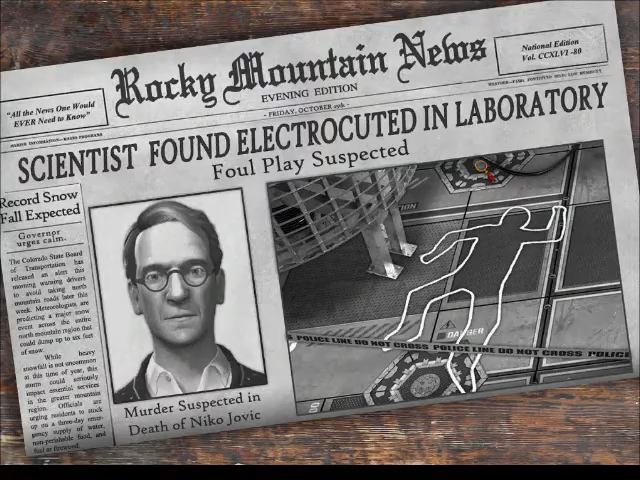 Rocky Mountain News
National Edition
Vol. CCXLVI -80
"All the News One Would
EVER Need to Know"
EVENING EDITION
- FRIDAY, OCTOBER 29th -
SCIENTIST FOUND ELECTROCUTED IN LABORATORY
Foul Play Suspected
Record Snow
Fall Expected
Governor
urges calm.
The Colorado State Board
of Transportation has
released an alert this
morning warning drivers
to avoid taking north
mountain roads later this
week. Meteorologists are
predicting a major snow
event across the entire
north mountain region that
could dump up to six feet
of snow.
While heavy
snowfall is not uncommon
at this time of year, this
storm could seriously
impact essential services
in the greater mountain
region. Officials are
urging residents to stock
up on a three-day emer-
gency supply of water,
non-perishable food, and
fuel or firewood.
Murder Suspected in
Death of Niko Jovic
DANGER
POLICE LINE DO NOT CROSS POLICE LINE DO NOT CROSS POLICE